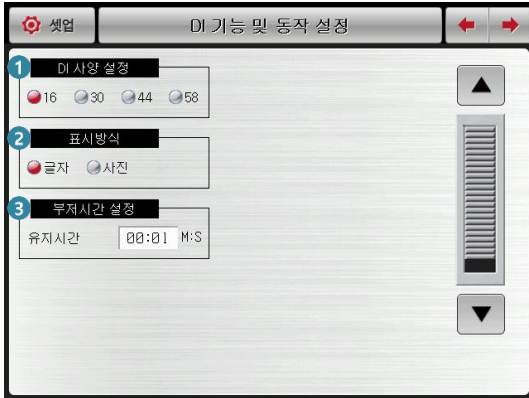 셋업
DI 기능 및 동작 설정
1 DI 사양 설정
16 30 44 58
2 표시방식
글자 사진
3 부저시간 설정
유지시간 00:01 M:S